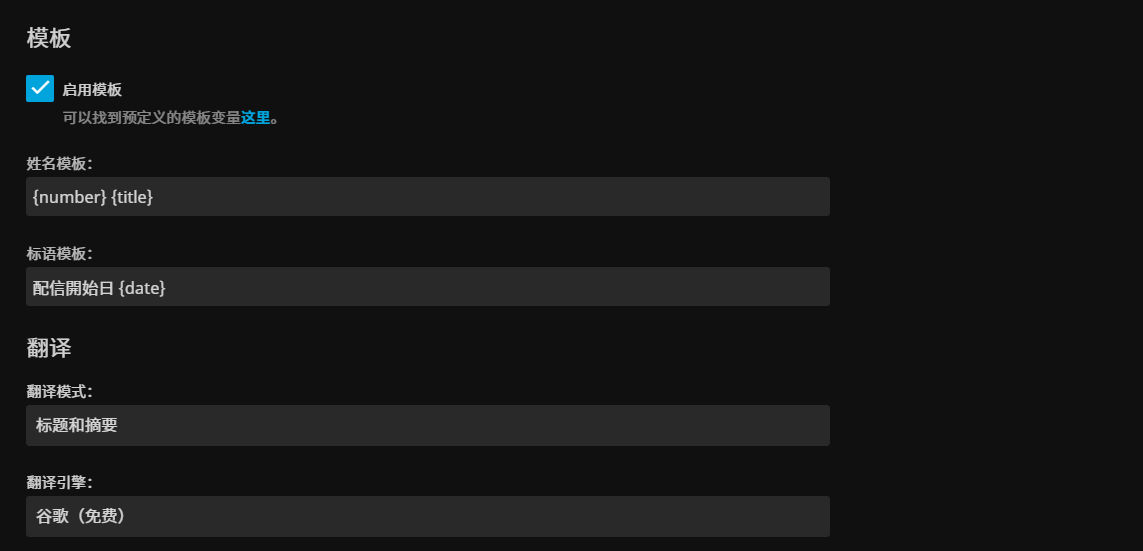 模板
启用模板
可以找到预定义的模板变量这里。
姓名模板：
{number} {title}
标语模板：
配信開始日 {date}
翻译
翻译模式：
标题和摘要
翻译引擎：
谷歌（免费）